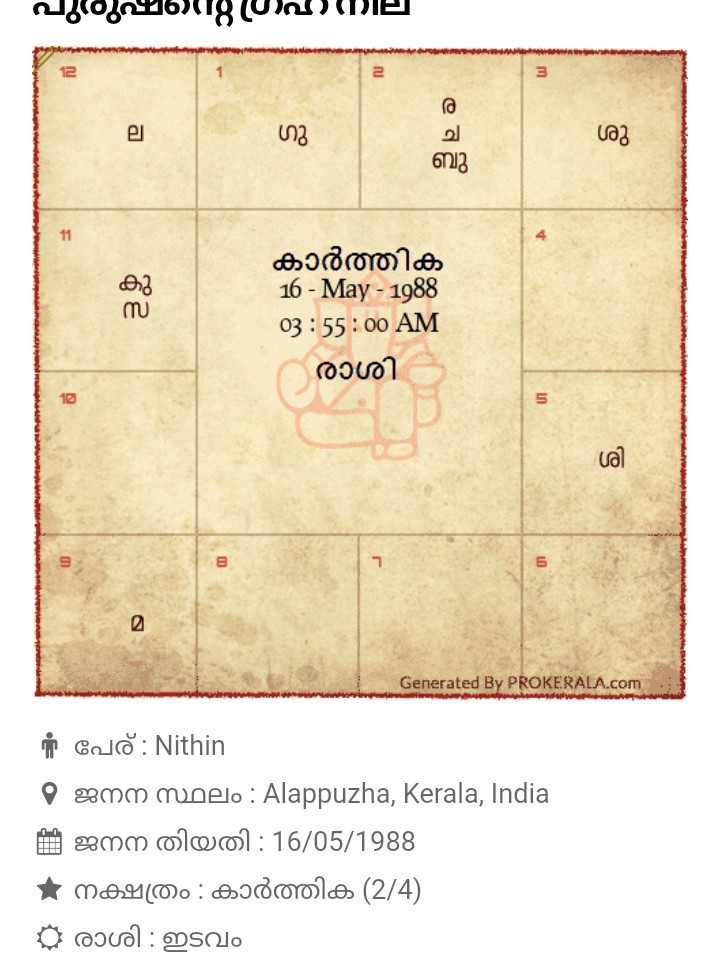 പുരുഷന്റെ ഗ്രഹ നില
12
1
2
3
ല
ഗു
ര
ച
ബു
ശു
11
4
കു
സ
കാർത്തിക
16 - May - 1988
03 : 55 : 00 AM
രാശി
10
5
ശി
9
8
7
6
മ
Generated By PROKERALA.com
പേര് : Nithin
ജനന സ്ഥലം : Alappuzha, Kerala, India
ജനന തിയതി : 16/05/1988
നക്ഷത്രം : കാർത്തിക (2/4)
രാശി : ഇടവം